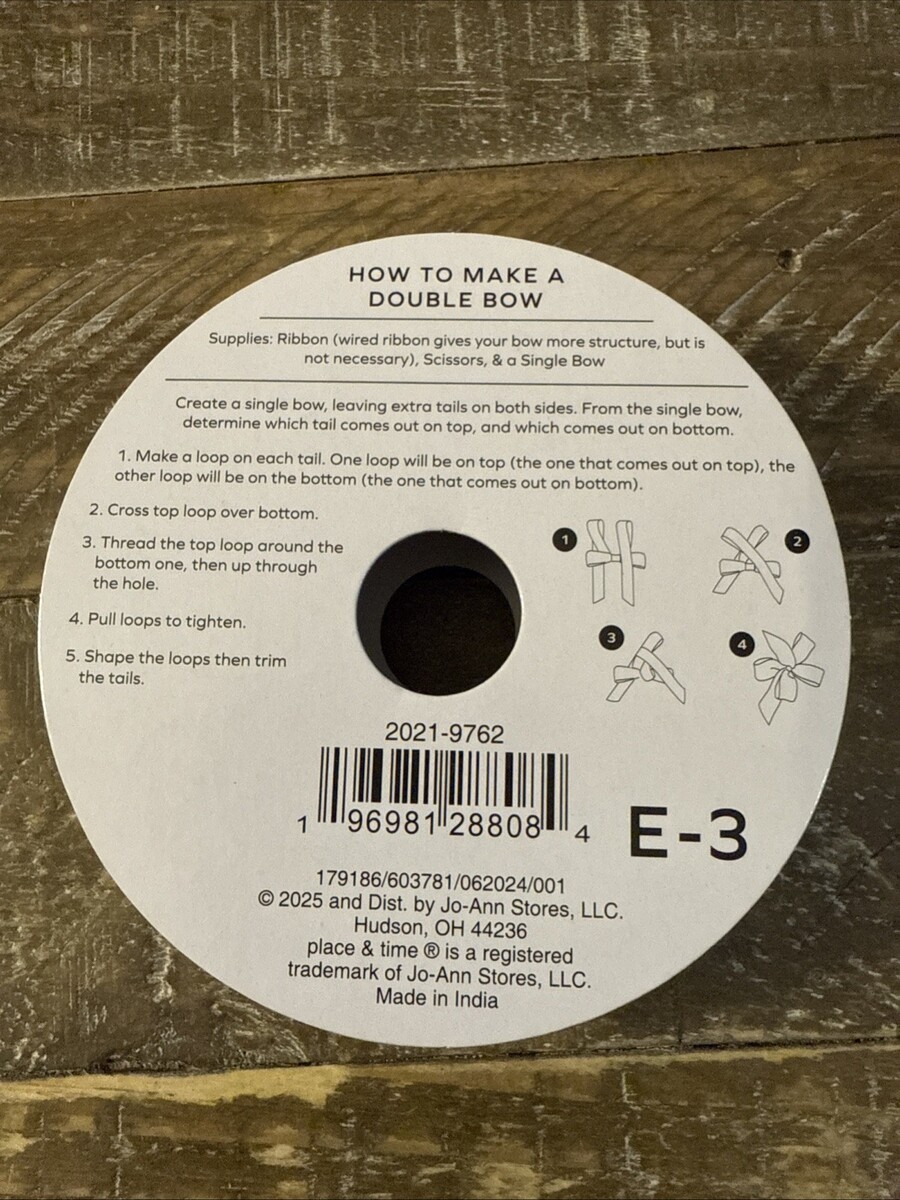 HOW TO MAKE A
DOUBLE BOW
Supplies: Ribbon (wired ribbon gives your bow more structure, but is
not necessary), Scissors, & a Single Bow
Create a single bow, leaving extra tails on both sides. From the single bow,
determine which tail comes out on top, and which comes out on bottom.
1. Make a loop on each tail. One loop will be on top (the one that comes out on top), the
other loop will be on the bottom (the one that comes out on bottom).
2. Cross top loop over bottom.
3. Thread the top loop around the
bottom one, then up through
the hole.
4. Pull loops to tighten.
5. Shape the loops then trim
the tails.
1
2
3
4
2021-9762
1 96981 28808 4
E-3
179186/603781/062024/001
© 2025 and Dist. by Jo-Ann Stores, LLC.
Hudson, OH 44236
place & time ® is a registered
trademark of Jo-Ann Stores, LLC.
Made in India